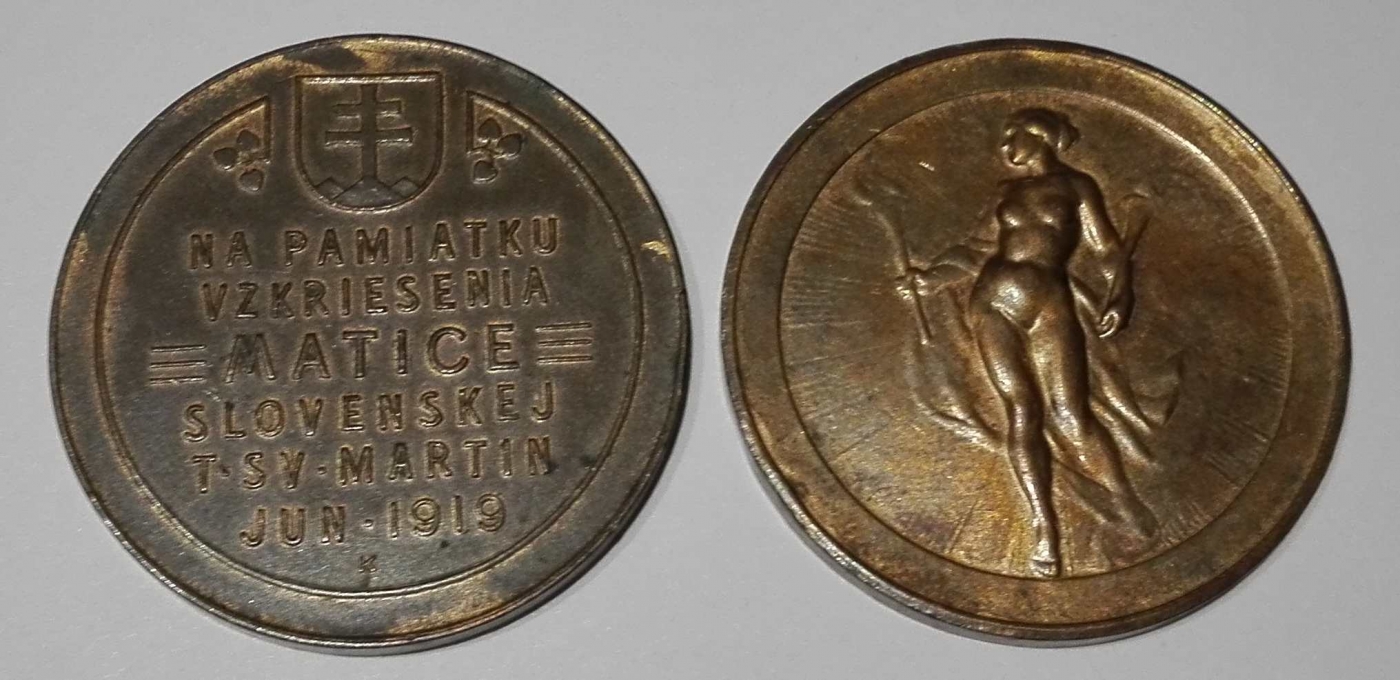 NA PAMIATKU
VZKRIESENIA
MATICE
SLOVENSKEJ
T·SV·MARTIN
JUN·1919
K